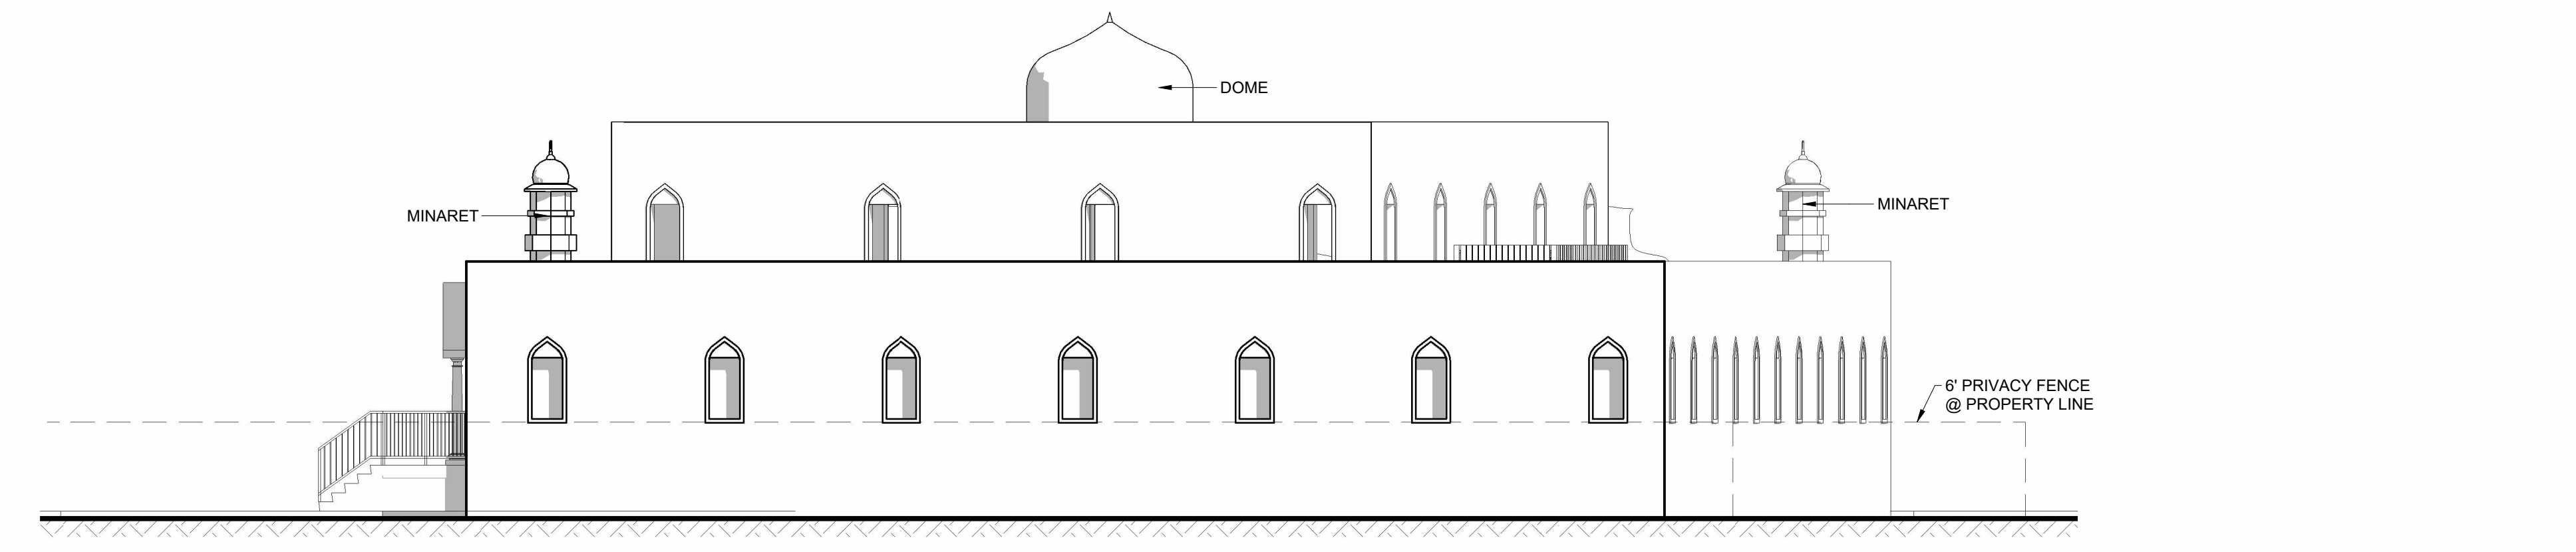 DOME
MINARET
MINARET
6' PRIVACY FENCE
@ PROPERTY LINE